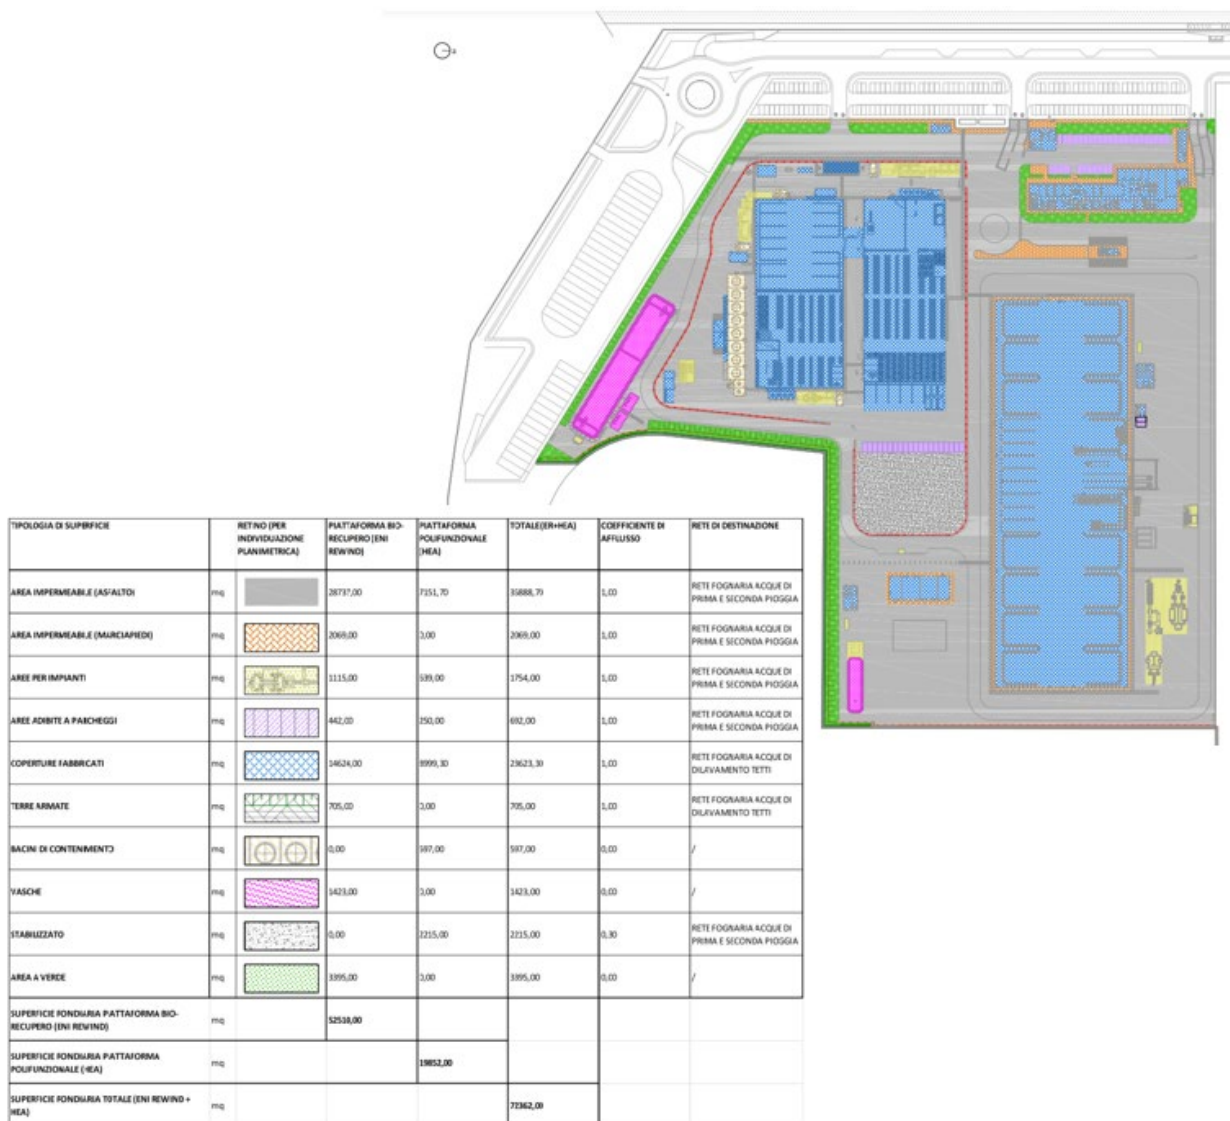 TIPOLOGIA DI SUPERFICIE
RETINO (PER
INDIVIDUAZIONE
PLANIMETRICA)
PIATTAFORMA BIO-
RECUPERO (ENI
REWIND)
PIATTAFORMA
POLIFUNZIONALE
(HEA)
TOTALE(ER+HEA)
COEFFICIENTE DI
AFFLUSSO
RETE DI DESTINAZIONE
AREA IMPERMEABILE (ASFALTO) mq 28737,00 7151,70 35888,70 1,00 RETE FOGNARIA ACQUE DI
PRIMA E SECONDA PIOGGIA
AREA IMPERMEABILE (MARCIAPIEDI) mq 2069,00 0,00 2069,00 1,00 RETE FOGNARIA ACQUE DI
PRIMA E SECONDA PIOGGIA
AREE PER IMPIANTI mq 1115,00 639,00 1754,00 1,00 RETE FOGNARIA ACQUE DI
PRIMA E SECONDA PIOGGIA
AREE ADIBITE A PARCHEGGI mq 442,00 250,00 692,00 1,00 RETE FOGNARIA ACQUE DI
PRIMA E SECONDA PIOGGIA
COPERTURE FABBRICATI mq 14624,00 8999,30 23623,30 1,00 RETE FOGNARIA ACQUE DI
DILAVAMENTO TETTI
TERRE ARMATE mq 705,00 0,00 705,00 1,00 RETE FOGNARIA ACQUE DI
DILAVAMENTO TETTI
BACINI DI CONTENIMENTO mq 0,00 597,00 597,00 0,00 /
VASCHE mq 1423,00 0,00 1423,00 0,00 /
STABILIZZATO mq 0,00 2215,00 2215,00 0,30 RETE FOGNARIA ACQUE DI
PRIMA E SECONDA PIOGGIA
AREA A VERDE mq 3395,00 0,00 3395,00 0,00 /
SUPERFICIE FONDIARIA PIATTAFORMA BIO-
RECUPERO (ENI REWIND) mq 52510,00
SUPERFICIE FONDIARIA PIATTAFORMA
POLIFUNZIONALE (HEA) mq 19852,00
SUPERFICIE FONDIARIA TOTALE (ENI REWIND +
HEA) mq 72362,00